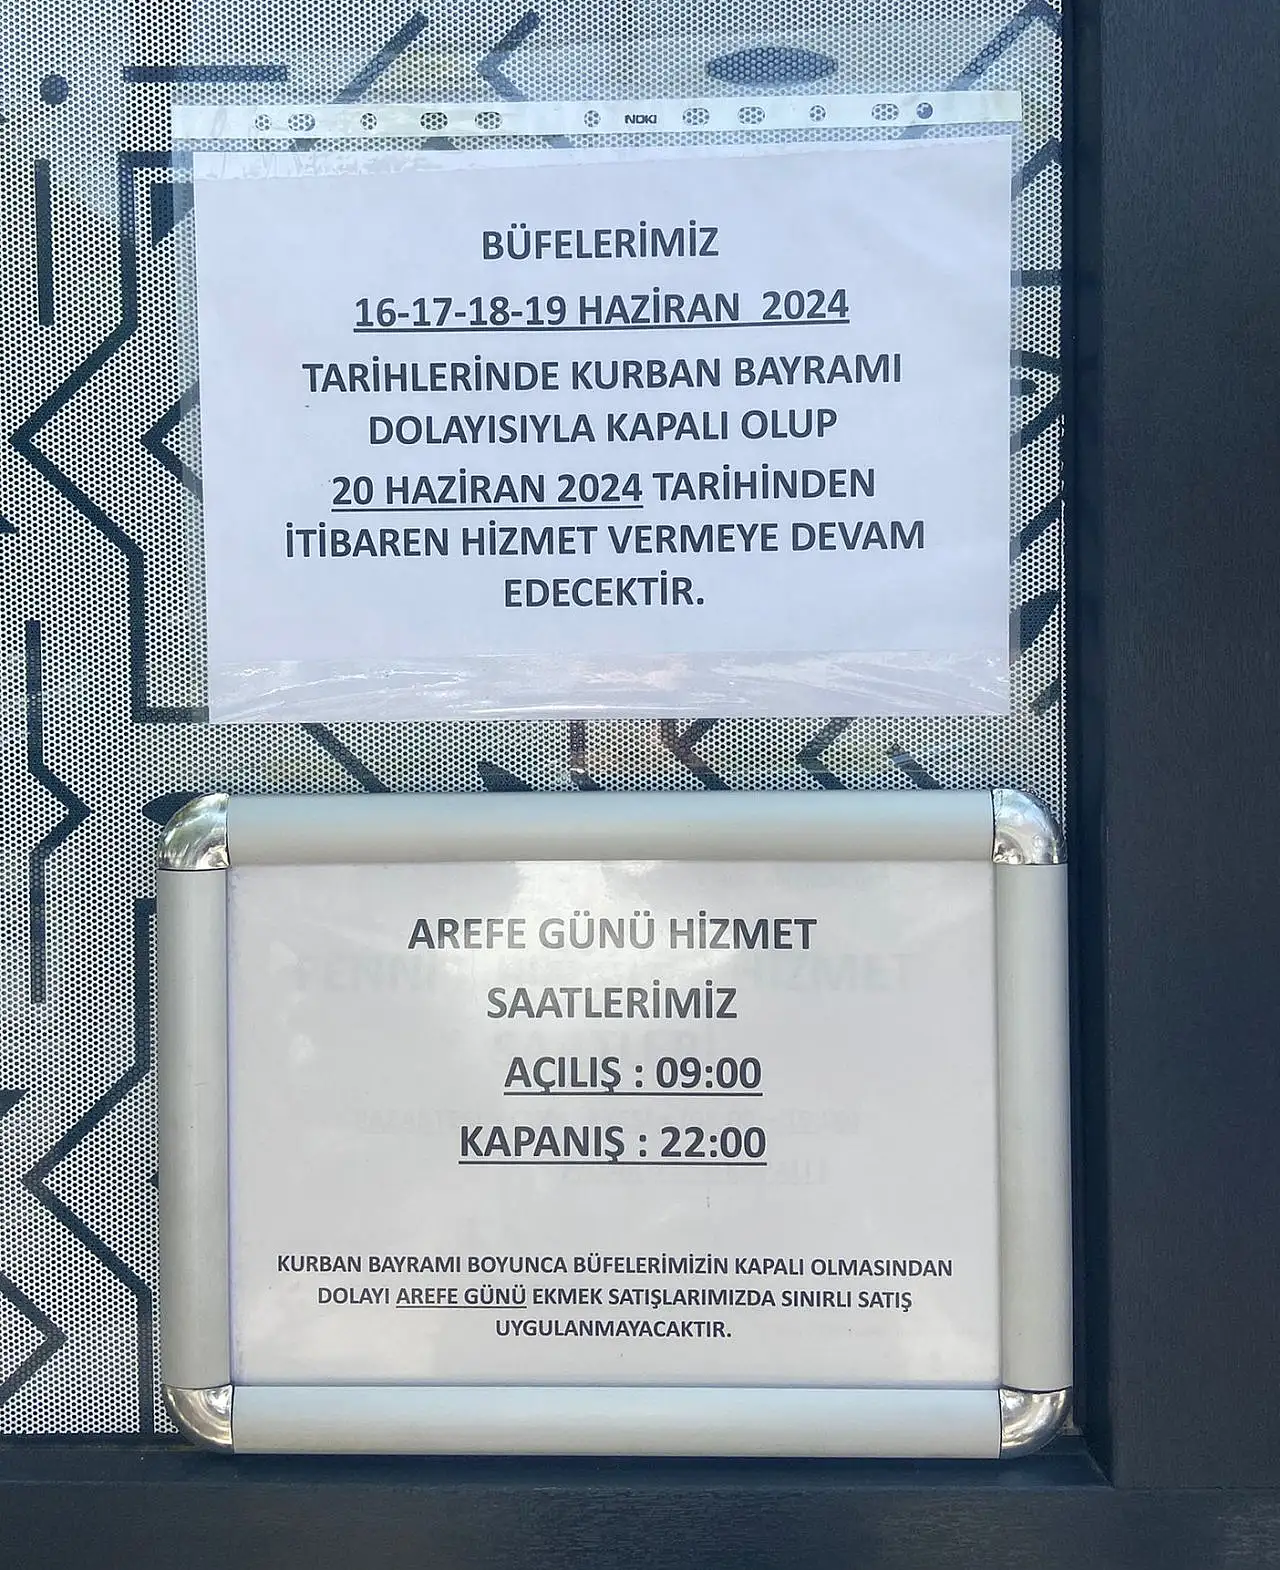 NOKI
BÜFELERİMİZ
16-17-18-19 HAZİRAN 2024
TARİHLERİNDE KURBAN BAYRAMI
DOLAYISIYLA KAPALI OLUP
20 HAZİRAN 2024 TARİHİNDEN
İTİBAREN HİZMET VERMEYE DEVAM
EDECEKTİR.
AREFE GÜNÜ HİZMET
SAATLERİMİZ
AÇILIŞ : 09:00
KAPANIŞ : 22:00
KURBAN BAYRAMI BOYUNCA BÜFELERİMİZİN KAPALI OLMASINDAN
DOLAYI AREFE GÜNÜ EKMEK SATIŞLARIMIZDA SINIRLI SATIŞ
UYGULANMAYACAKTIR.